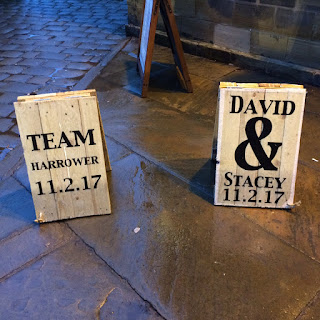 TEAM
HARROWER
11.2.17
DAVID
&
STACEY
11.2.17